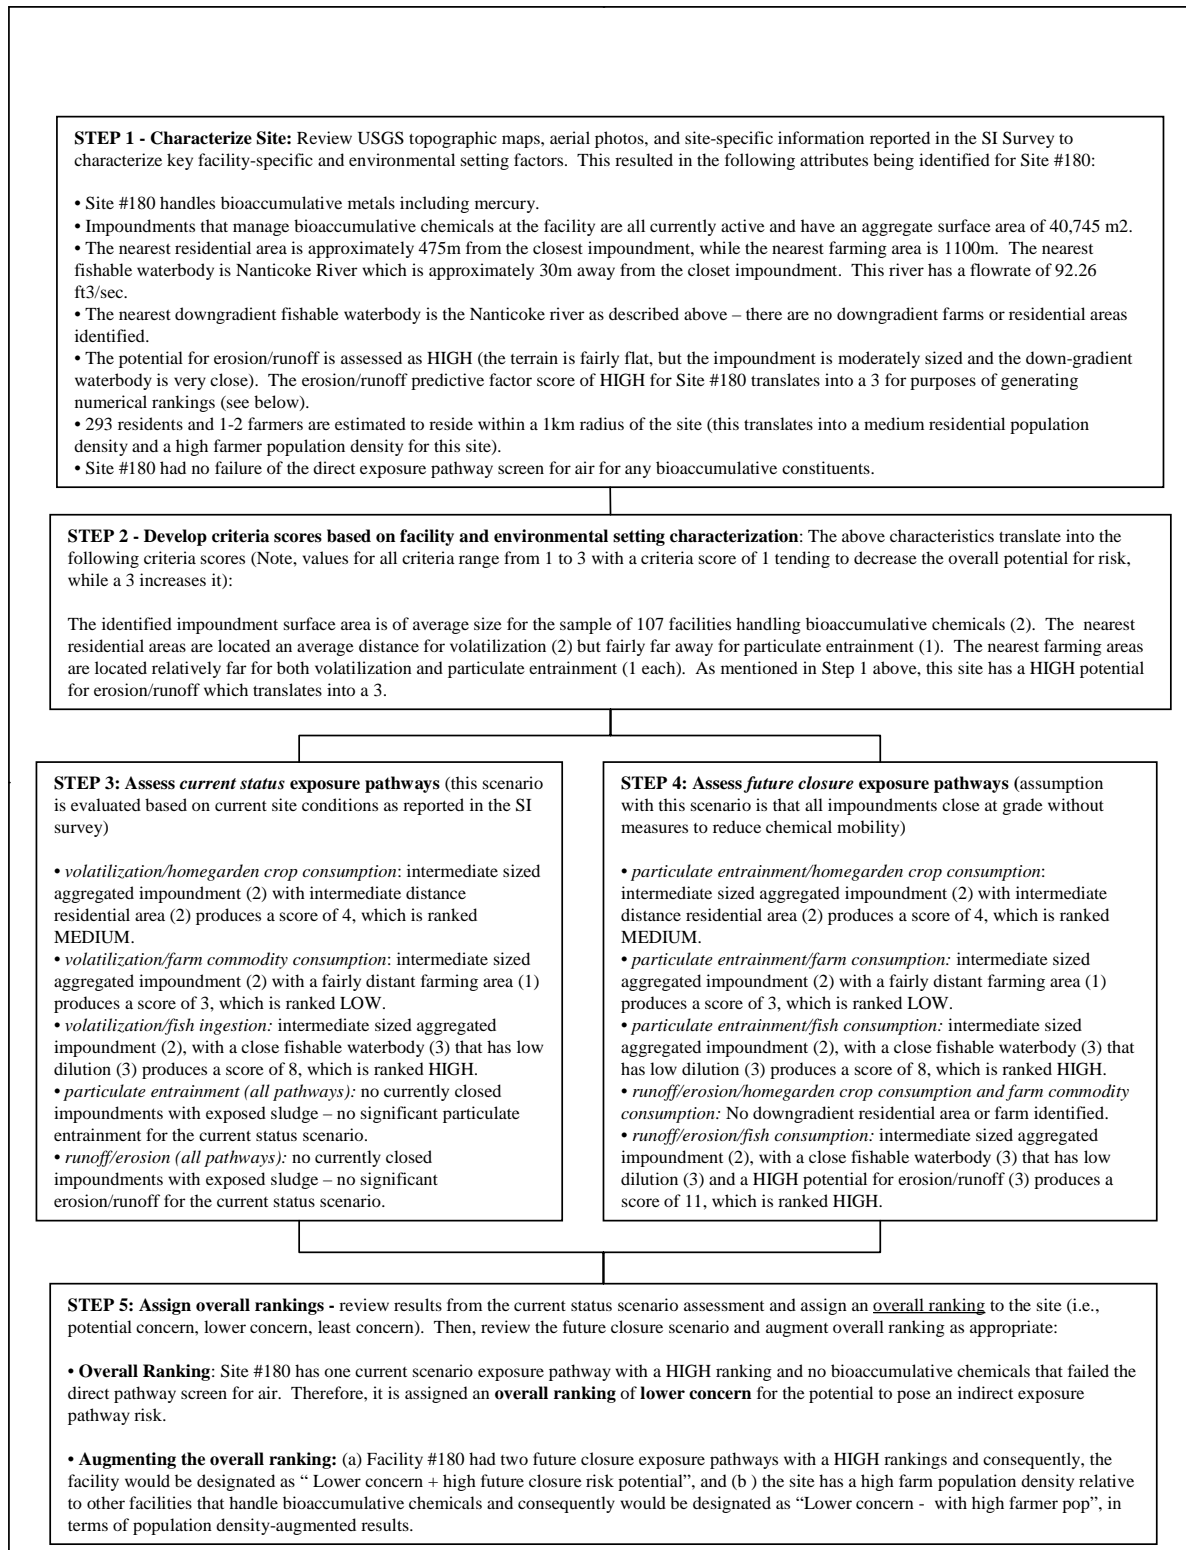 STEP 1 - Characterize Site: Review USGS topographic maps, aerial photos, and site-specific information reported in the SI Survey to
characterize key facility-specific and environmental setting factors. This resulted in the following attributes being identified for Site #180:
• Site #180 handles bioaccumulative metals including mercury.
• Impoundments that manage bioaccumulative chemicals at the facility are all currently active and have an aggregate surface area of 40,745 m2.
• The nearest residential area is approximately 475m from the closest impoundment, while the nearest farming area is 1100m. The nearest
fishable waterbody is Nanticoke River which is approximately 30m away from the closet impoundment. This river has a flowrate of 92.26
ft3/sec.
• The nearest downgradient fishable waterbody is the Nanticoke river as described above – there are no downgradient farms or residential areas
identified.
• The potential for erosion/runoff is assessed as HIGH (the terrain is fairly flat, but the impoundment is moderately sized and the down-gradient
waterbody is very close). The erosion/runoff predictive factor score of HIGH for Site #180 translates into a 3 for purposes of generating
numerical rankings (see below).
• 293 residents and 1-2 farmers are estimated to reside within a 1km radius of the site (this translates into a medium residential population
density and a high farmer population density for this site).
• Site #180 had no failure of the direct exposure pathway screen for air for any bioaccumulative constituents.
STEP 2 - Develop criteria scores based on facility and environmental setting characterization: The above characteristics translate into the
following criteria scores (Note, values for all criteria range from 1 to 3 with a criteria score of 1 tending to decrease the overall potential for risk,
while a 3 increases it):
The identified impoundment surface area is of average size for the sample of 107 facilities handling bioaccumulative chemicals (2). The nearest
residential areas are located an average distance for volatilization (2) but fairly far away for particulate entrainment (1). The nearest farming areas
are located relatively far for both volatilization and particulate entrainment (1 each). As mentioned in Step 1 above, this site has a HIGH potential
for erosion/runoff which translates into a 3.
STEP 3: Assess current status exposure pathways (this scenario
is evaluated based on current site conditions as reported in the SI
survey)
• volatilization/homegarden crop consumption: intermediate sized
aggregated impoundment (2) with intermediate distance
residential area (2) produces a score of 4, which is ranked
MEDIUM.
• volatilization/farm commodity consumption: intermediate sized
aggregated impoundment (2) with a fairly distant farming area (1)
produces a score of 3, which is ranked LOW.
• volatilization/fish ingestion: intermediate sized aggregated
impoundment (2), with a close fishable waterbody (3) that has low
dilution (3) produces a score of 8, which is ranked HIGH.
• particulate entrainment (all pathways): no currently closed
impoundments with exposed sludge – no significant particulate
entrainment for the current status scenario.
• runoff/erosion (all pathways): no currently closed
impoundments with exposed sludge – no significant
erosion/runoff for the current status scenario.
STEP 4: Assess future closure exposure pathways (assumption
with this scenario is that all impoundments close at grade without
measures to reduce chemical mobility)
• particulate entrainment/homegarden crop consumption:
intermediate sized aggregated impoundment (2) with intermediate
distance residential area (2) produces a score of 4, which is ranked
MEDIUM.
• particulate entrainment/farm consumption: intermediate sized
aggregated impoundment (2) with a fairly distant farming area (1)
produces a score of 3, which is ranked LOW.
• particulate entrainment/fish consumption: intermediate sized
aggregated impoundment (2), with a close fishable waterbody (3) that
has low dilution (3) produces a score of 8, which is ranked HIGH.
• runoff/erosion/homegarden crop consumption and farm commodity
consumption: No downgradient residential area or farm identified.
• runoff/erosion/fish consumption: intermediate sized aggregated
impoundment (2), with a close fishable waterbody (3) that has low
dilution (3) and a HIGH potential for erosion/runoff (3) produces a
score of 11, which is ranked HIGH.
STEP 5: Assign overall rankings - review results from the current status scenario assessment and assign an overall ranking to the site (i.e.,
potential concern, lower concern, least concern). Then, review the future closure scenario and augment overall ranking as appropriate:
• Overall Ranking: Site #180 has one current scenario exposure pathway with a HIGH ranking and no bioaccumulative chemicals that failed the
direct pathway screen for air. Therefore, it is assigned an overall ranking of lower concern for the potential to pose an indirect exposure
pathway risk.
• Augmenting the overall ranking: (a) Facility #180 had two future closure exposure pathways with a HIGH rankings and consequently, the
facility would be designated as “ Lower concern + high future closure risk potential”, and (b ) the site has a high farm population density relative
to other facilities that handle bioaccumulative chemicals and consequently would be designated as “Lower concern - with high farmer pop”, in
terms of population density-augmented results.